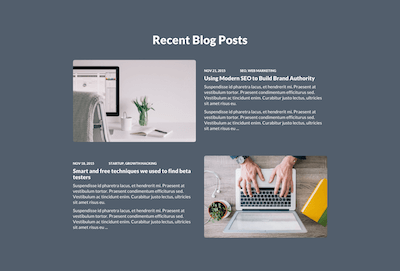 Recent Blog Posts
NOV 21, 2015 SEO, WEB MARKETING
Using Modern SEO to Build Brand Authority
Suspendisse id pharetra lacus, et hendrerit mi. Praesent at
vestibulum tortor. Praesent condimentum efficiturus sed.
Vestibulum ac tincidunt enim. Curabitur justo lectus, ultricies
sit amet risus eu.
Suspendisse id pharetra lacus, et hendrerit mi. Praesent at
vestibulum tortor. Praesent condimentum efficiturus sed.
Vestibulum ac tincidunt enim. Curabitur justo lectus, ultricies
sit amet risus eu ...
NOV 18, 2015 STARTUP, GROWTH HACKING
Smart and free techniques we used to find beta
testers
Suspendisse id pharetra lacus, et hendrerit mi. Praesent at
vestibulum tortor. Praesent condimentum efficiturus sed.
Vestibulum ac tincidunt enim. Curabitur justo lectus, ultricies
sit amet risus eu.
Suspendisse id pharetra lacus, et hendrerit mi. Praesent at
vestibulum tortor. Praesent condimentum efficiturus sed.
Vestibulum ac tincidunt enim. Curabitur justo lectus, ultricies
sit amet risus eu ...